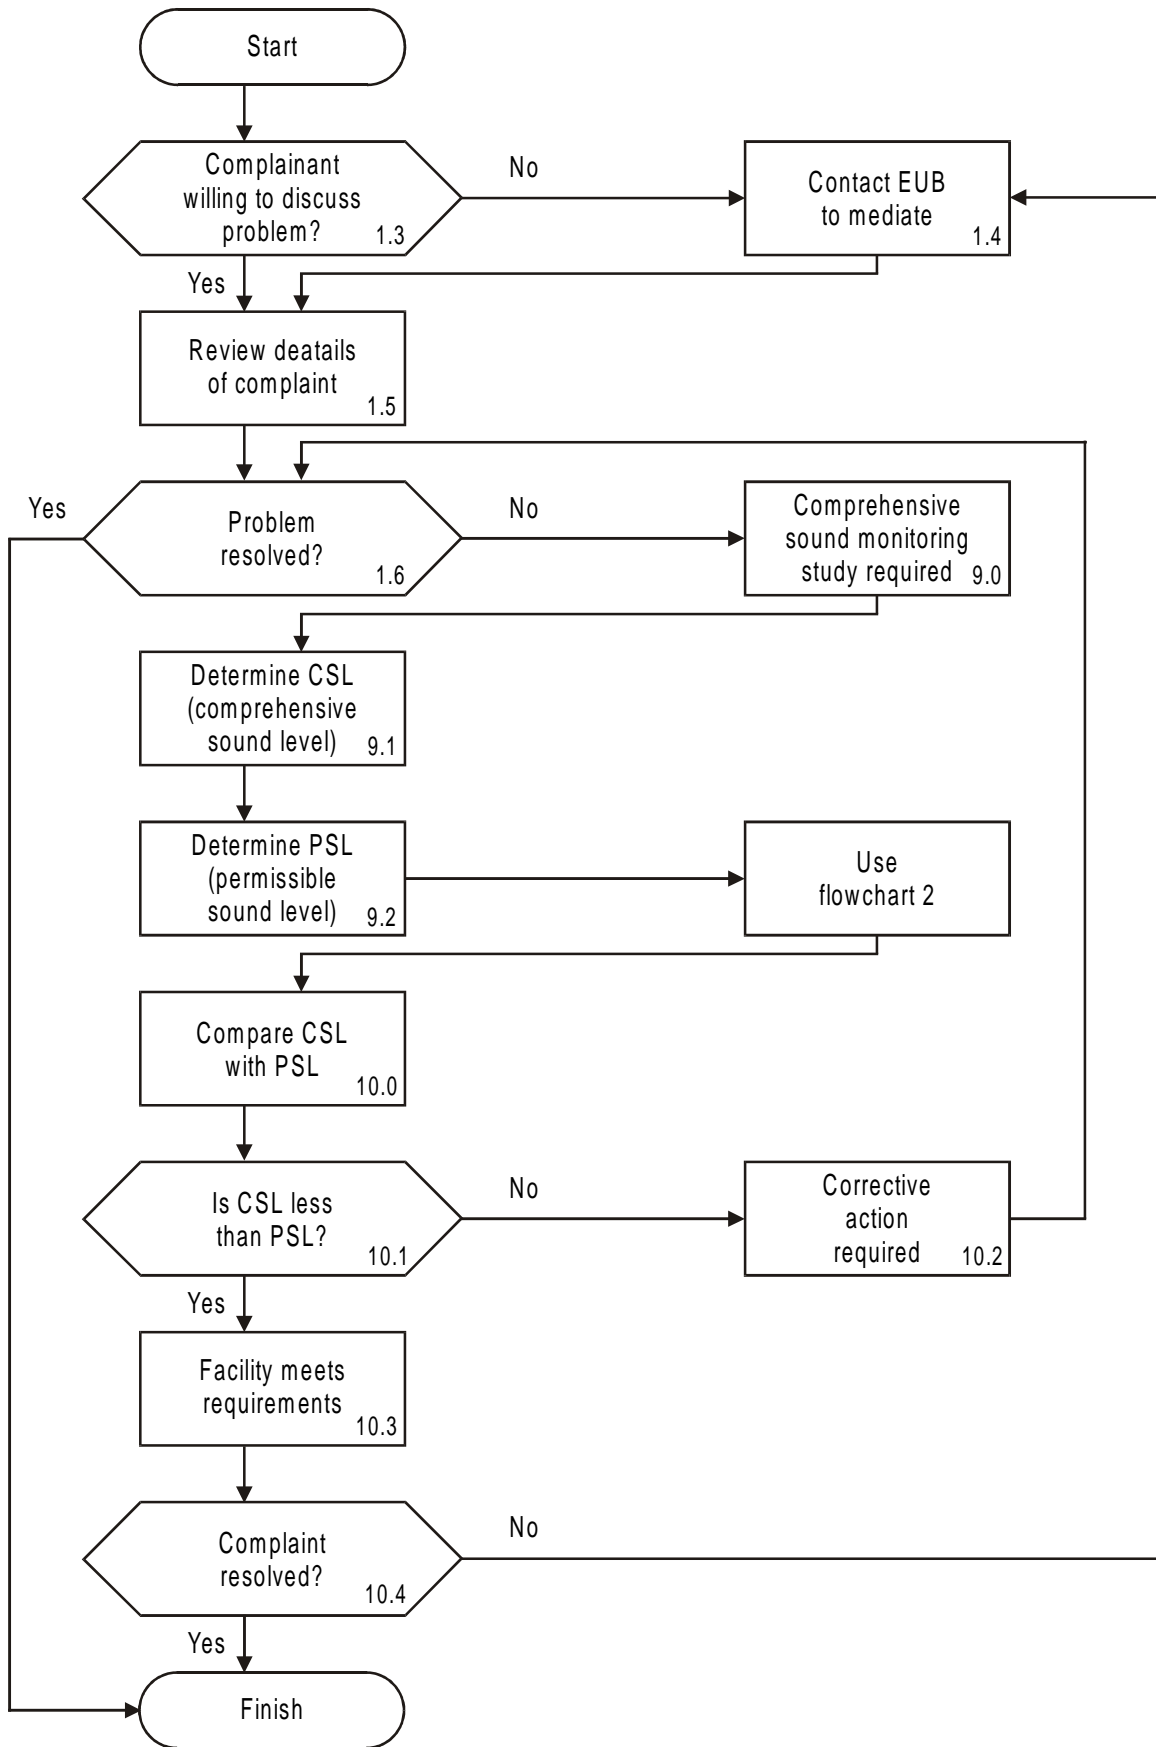 Start
Complainant
willing to discuss
problem?
1.3
No
Contact EUB
to mediate
1.4
Yes
Review deatails
of complaint
1.5
Yes
Problem
resolved?
1.6
No
Comprehensive
sound monitoring
study required
9.0
Determine CSL
(comprehensive
sound level)
9.1
Determine PSL
(permissible
sound level)
9.2
Use
flowchart 2
Compare CSL
with PSL
10.0
Is CSL less
than PSL?
10.1
No
Corrective
action
required
10.2
Yes
Facility meets
requirements
10.3
Complaint
resolved?
10.4
No
Yes
Finish